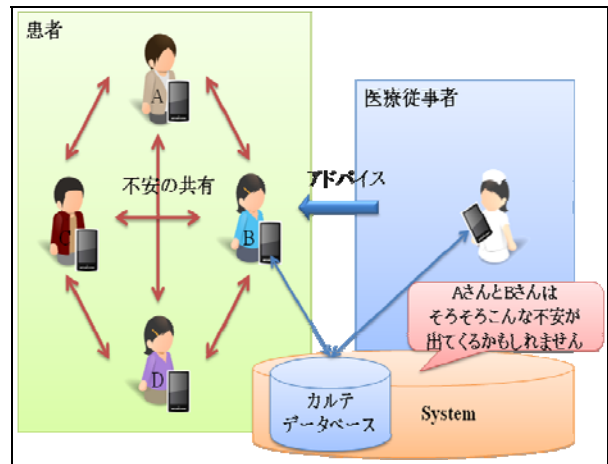 患者
A
医療従事者
アドバイス
不安の共有
C
B
D
AさんとBさんは
そろそろこんな不安が
出てくるかもしれません
カルテ
データベース
System